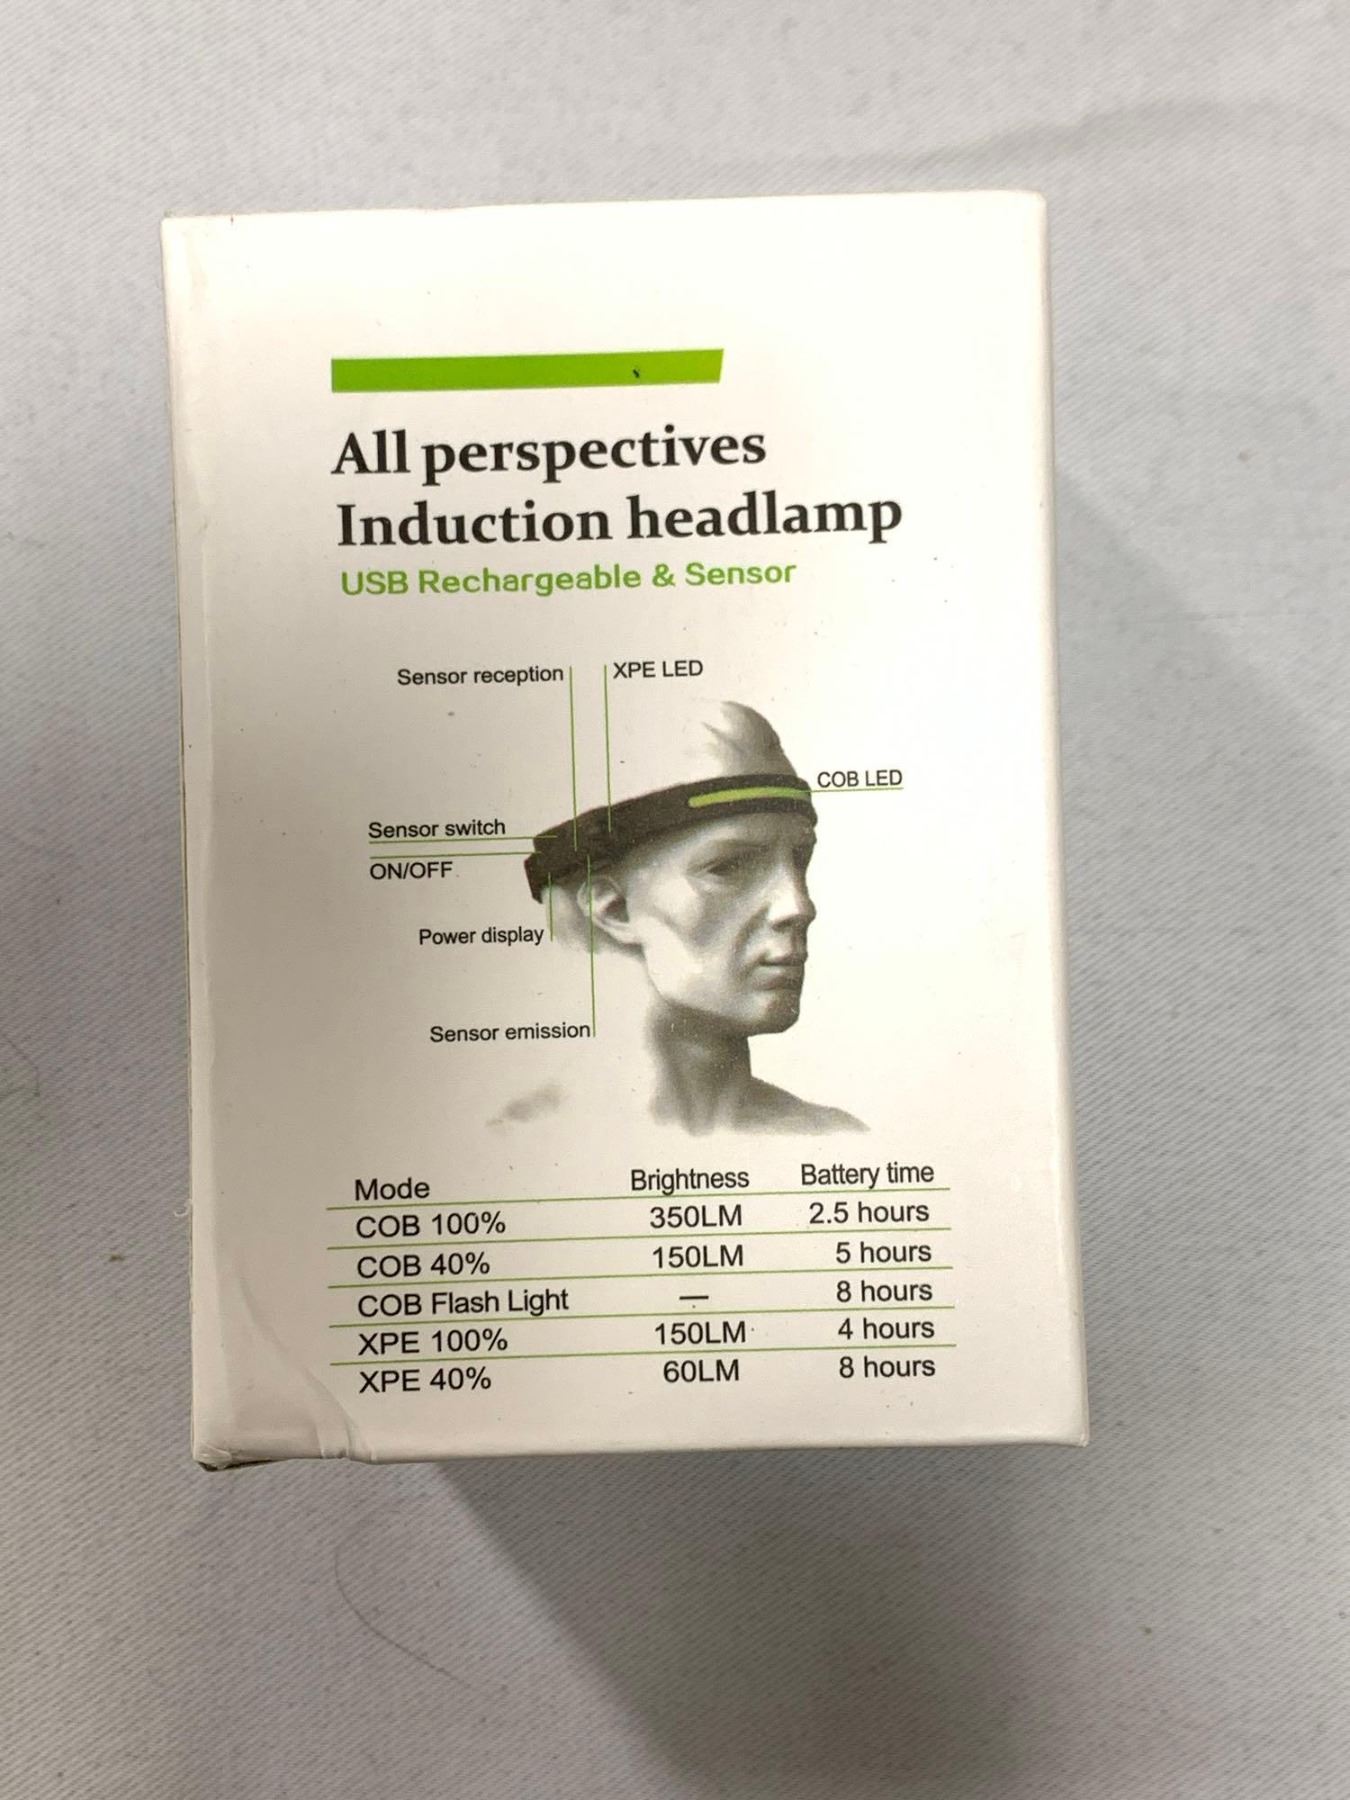 All perspectives
Induction headlamp
USB Rechargeable & Sensor
Sensor reception
XPE LED
COB LED
Sensor switch
ON/OFF
Power display
Sensor emission
Mode Brightness Battery time
COB 100% 350LM 2.5 hours
COB 40% 150LM 5 hours
COB Flash Light — 8 hours
XPE 100% 150LM 4 hours
XPE 40% 60LM 8 hours